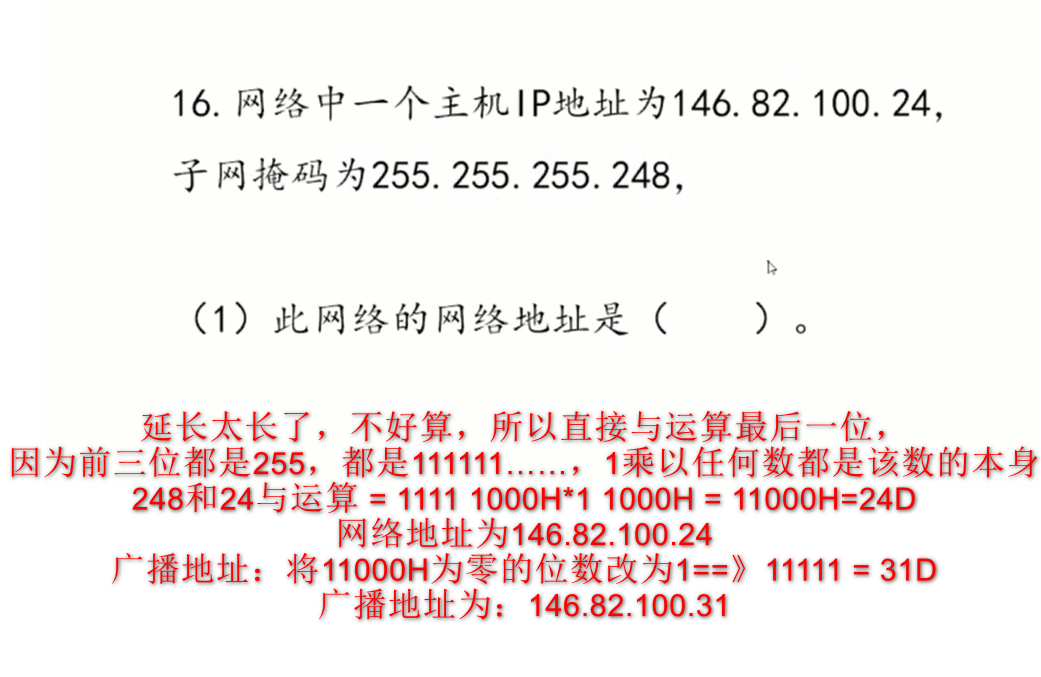 16. 网络中一个主机IP地址为146.82.100.24,
子网掩码为255.255.255.248,
（1）此网络的网络地址是（ ）。
延长太长了，不好算，所以直接与运算最后一位，
因为前三位都是255，都是111111……，1乘以任何数都是该数的本身
248和24与运算 = 1111 1000H*1 1000H = 11000H=24D
网络地址为146.82.100.24
广播地址：将11000H为零的位数改为1==》11111 = 31D
广播地址为：146.82.100.31